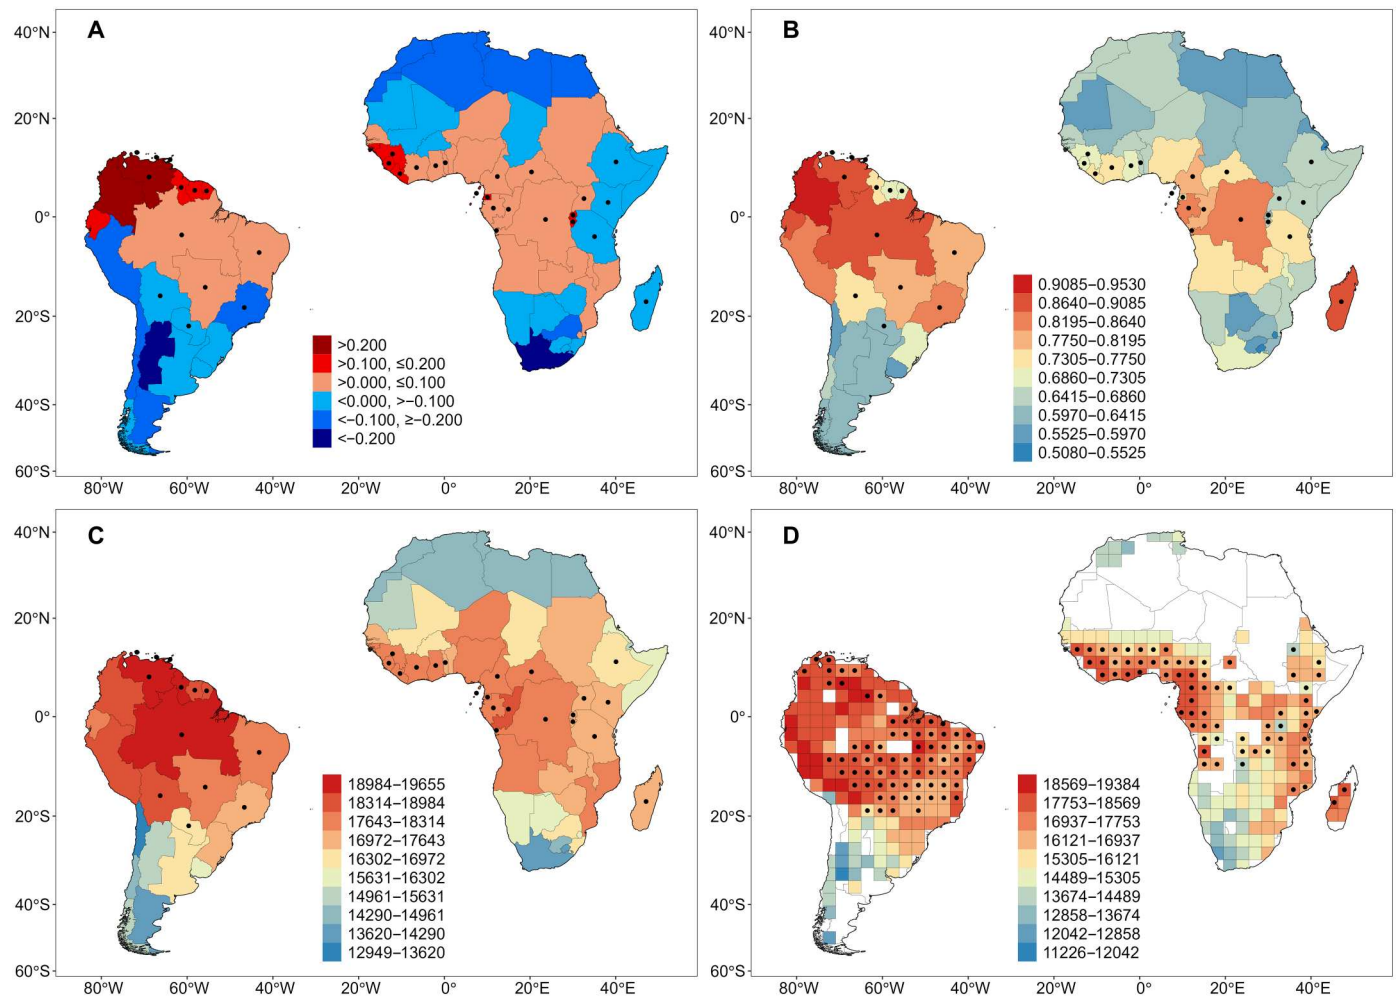 A
40°N
20°N
0°
20°S
40°S
60°S
80°W
60°W
40°W
20°W
0°
20°E
40°E
>0.200
>0.100, ≤0.200
>0.000, ≤0.100
<0.000, >−0.100
<−0.100, ≥−0.200
<−0.200
B
40°N
20°N
0°
20°S
40°S
60°S
80°W
60°W
40°W
20°W
0°
20°E
40°E
0.9085−0.9530
0.8640−0.9085
0.8195−0.8640
0.7750−0.8195
0.7305−0.7750
0.6860−0.7305
0.6415−0.6860
0.5970−0.6415
0.5525−0.5970
0.5080−0.5525
C
40°N
20°N
0°
20°S
40°S
60°S
80°W
60°W
40°W
20°W
0°
20°E
40°E
18984−19655
18314−18984
17643−18314
16972−17643
16302−16972
15631−16302
14961−15631
14290−14961
13620−14290
12949−13620
D
40°N
20°N
0°
20°S
40°S
60°S
80°W
60°W
40°W
20°W
0°
20°E
40°E
18569−19384
17753−18569
16937−17753
16121−16937
15305−16121
14489−15305
13674−14489
12858−13674
12042−12858
11226−12042